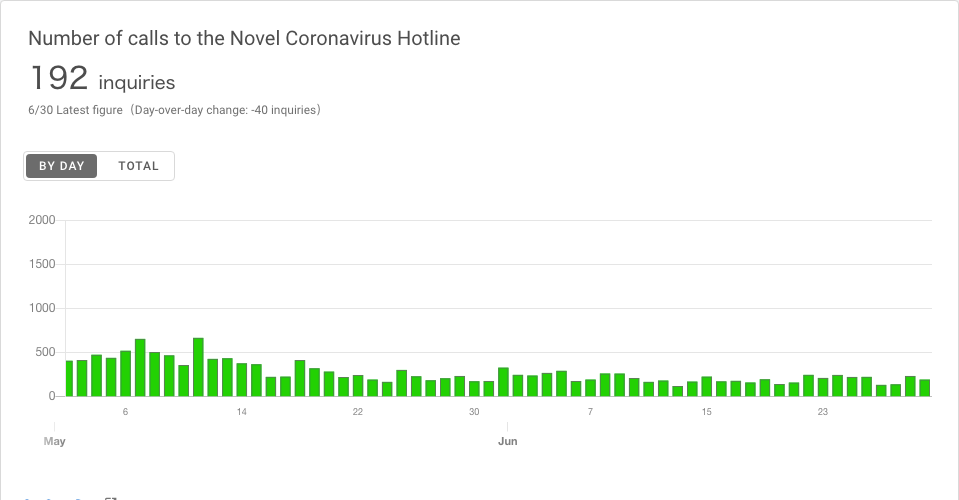 Number of calls to the Novel Coronavirus Hotline
192 inquiries
6/30 Latest figure（Day-over-day change: -40 inquiries）
BY DAY TOTAL
2000
1500
1000
500
0
6 14 22 30 7 15 23
May Jun